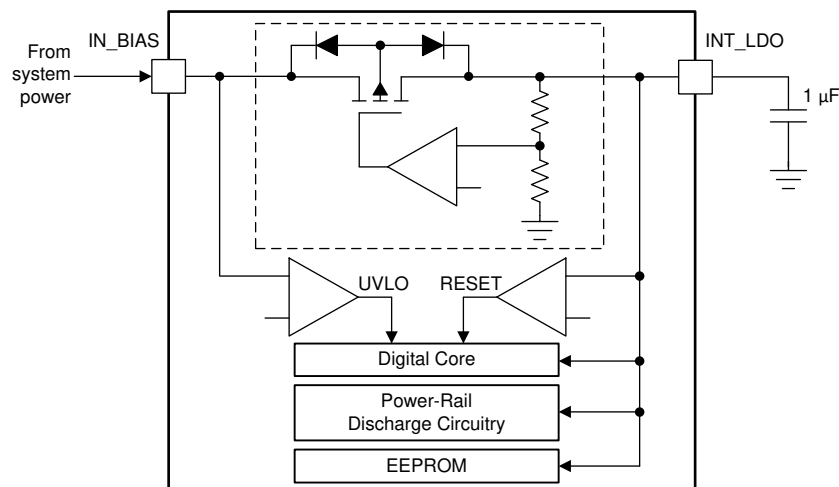 From
system
power
IN_BIAS
INT_LDO
1 µF
UVLO
RESET
Digital Core
Power-Rail
Discharge Circuitry
EEPROM